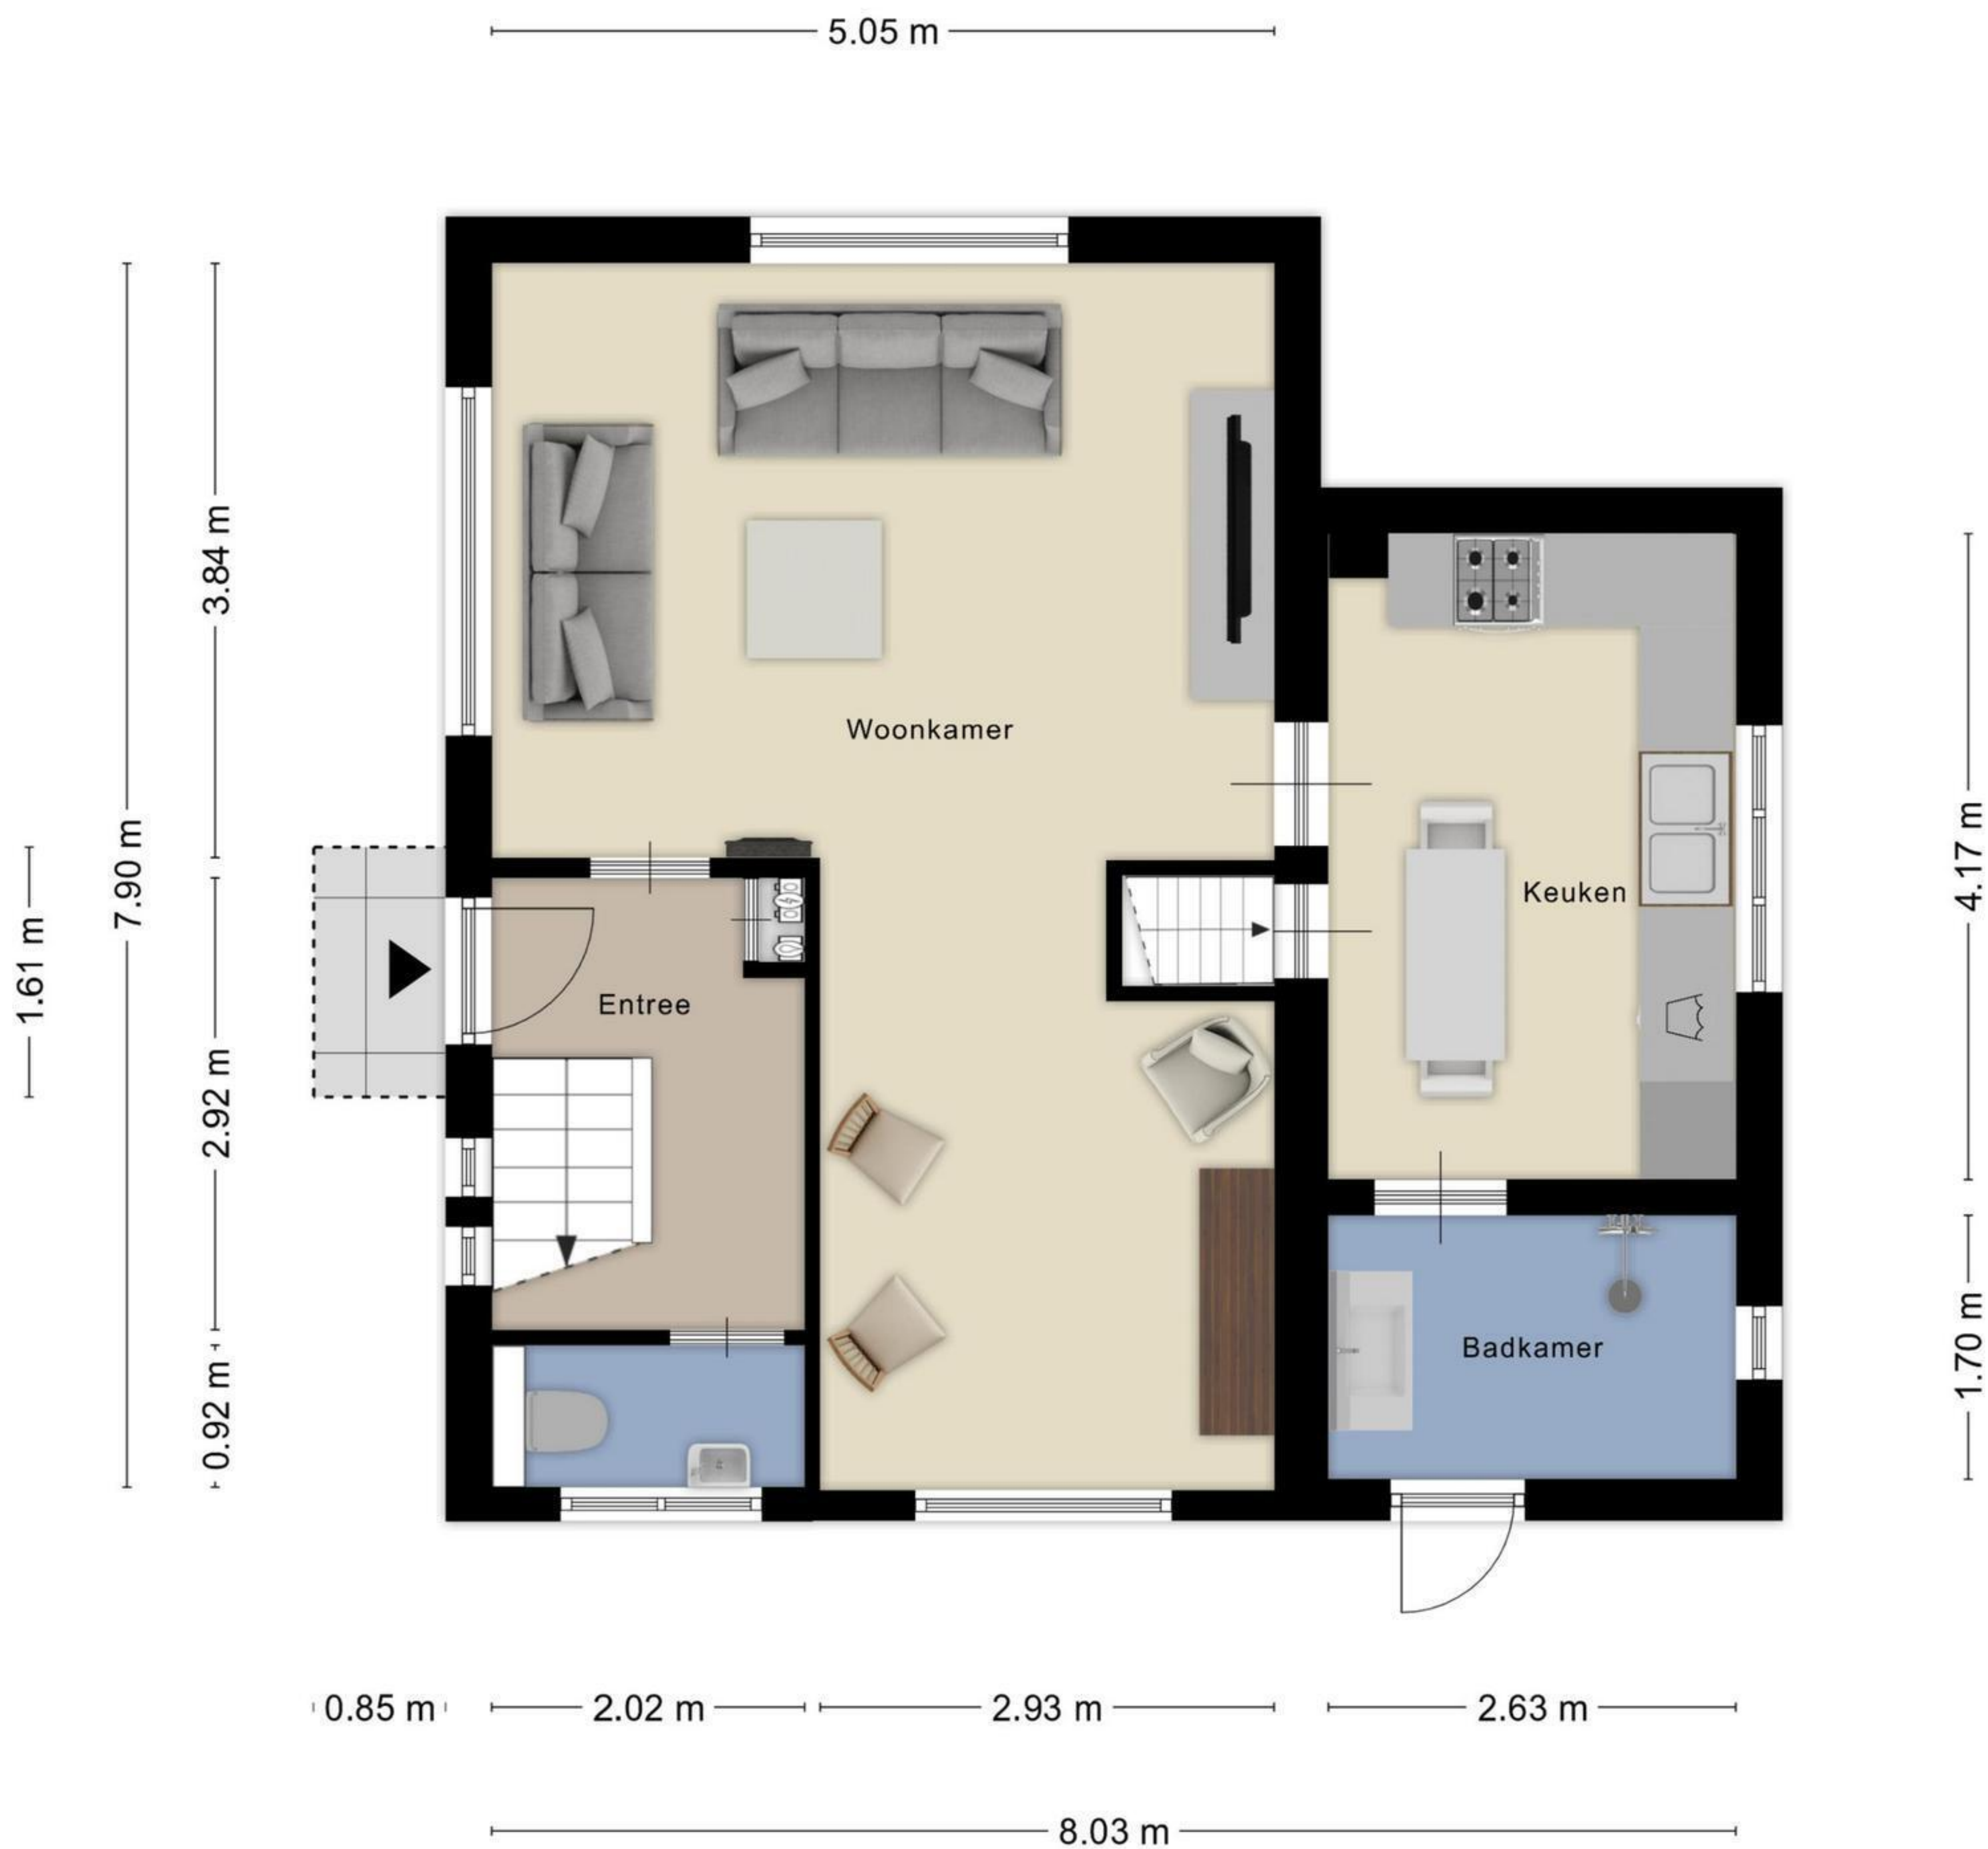 5.05 m
3.84 m
Woonkamer
7.90 m
4.17 m
Keuken
1.61 m
Entree
2.92 m
1.70 m
Badkamer
0.92 m
0.85 m
2.02 m
2.93 m
2.63 m
8.03 m